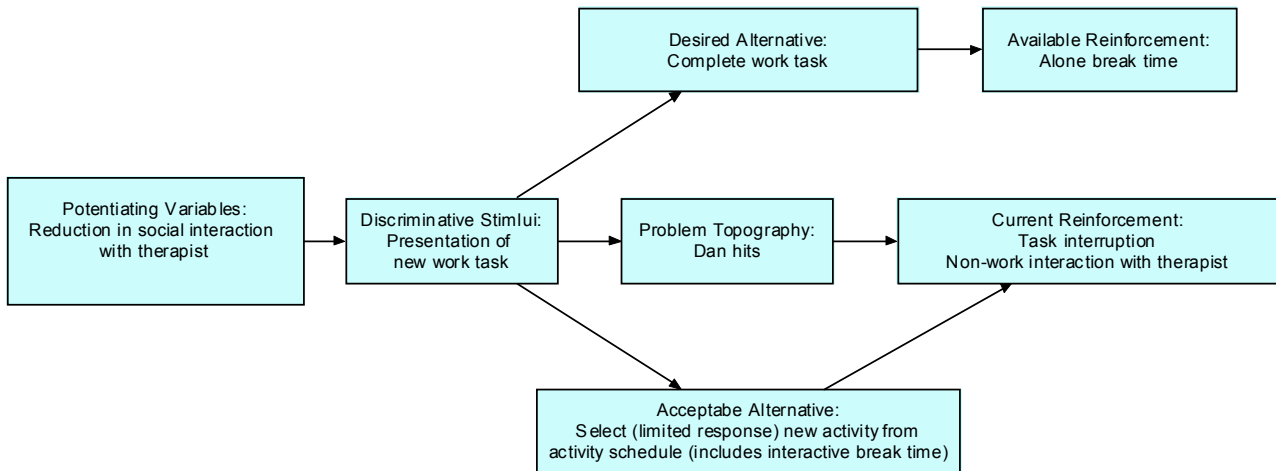 Desired Alternative:
Complete work task
Available Reinforcement:
Alone break time
Potentiating Variables:
Reduction in social interaction
with therapist
Discriminative Stimlui:
Presentation of
new work task
Problem Topography:
Dan hits
Current Reinforcement:
Task interruption
Non-work interaction with therapist
Acceptabe Alternative:
Select (limited response) new activity from
activity schedule (includes interactive break time)